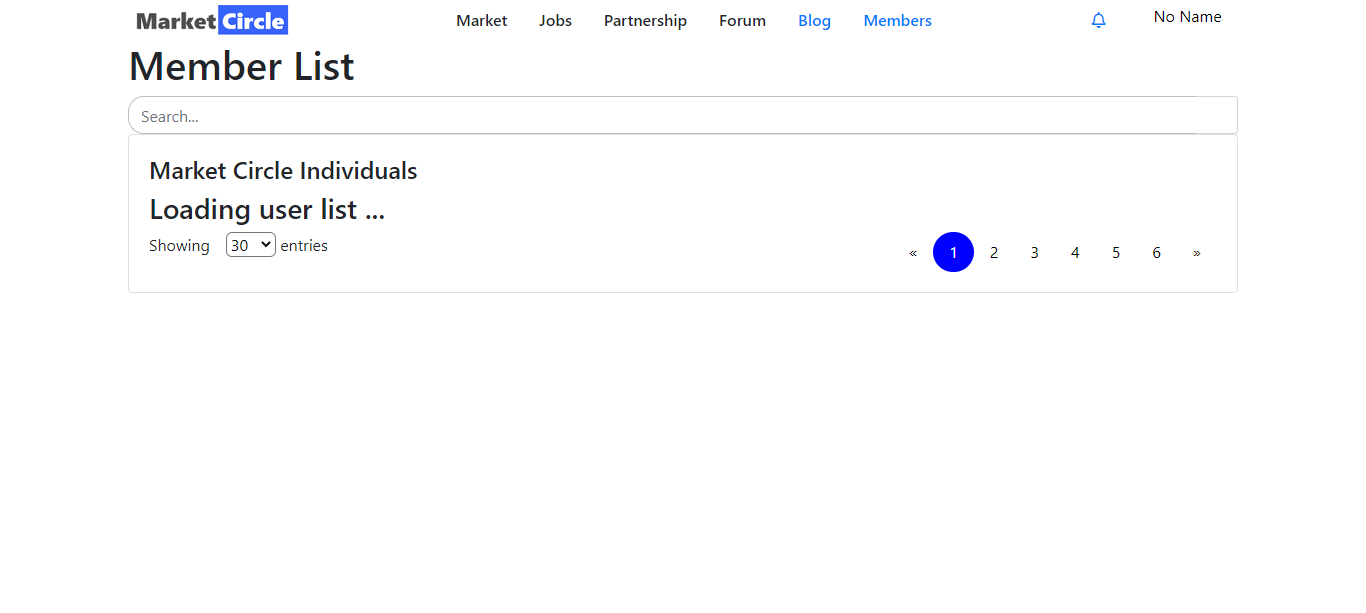 Market Circle Market Jobs Partnership Forum Blog Members No Name
Member List
Search...
Market Circle Individuals
Loading user list ...
Showing 30 entries « 1 2 3 4 5 6 »